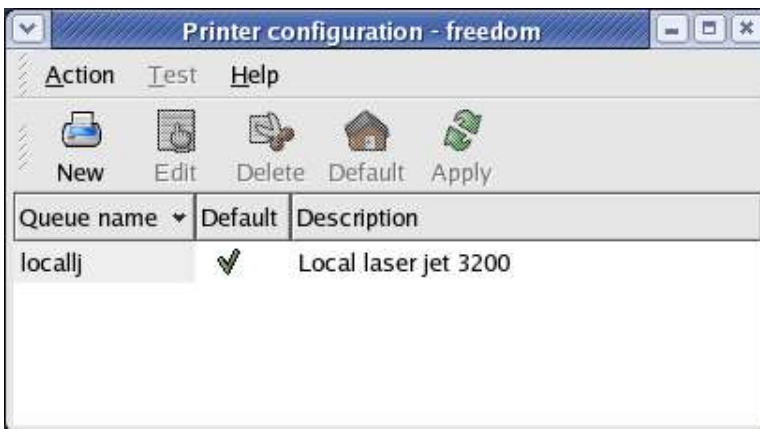 Printer configuration - freedom
Action Test Help
New Edit Delete Default Apply
Queue name Default Description
locallj Local laser jet 3200